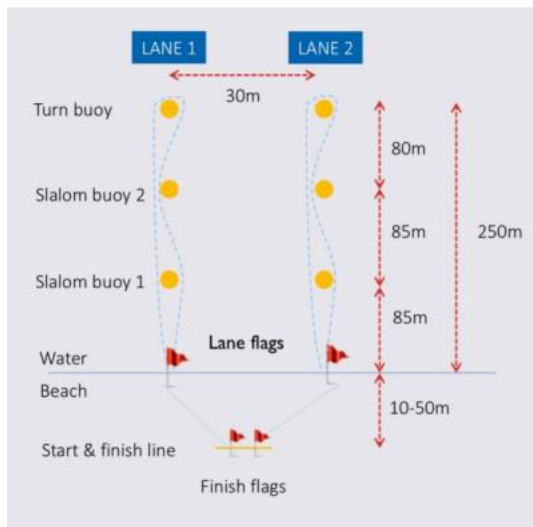 LANE 1
LANE 2
30m
Turn buoy
80m
Slalom buoy 2
85m
250m
Slalom buoy 1
85m
Lane flags
Water
Beach
10-50m
Start & finish line
Finish flags